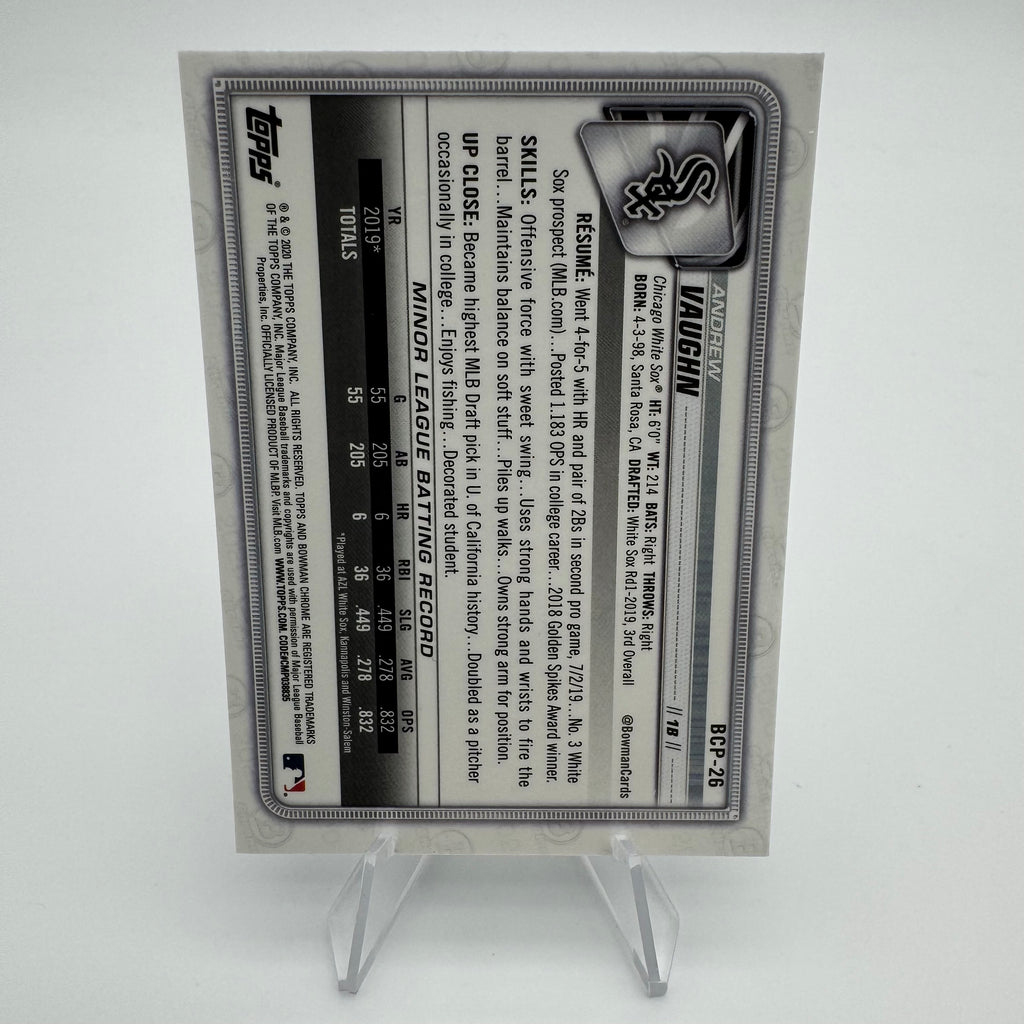 BCP-26
ANDREW
VAUGHN
// 1B //
Chicago White Sox® HT: 6'0" WT: 214 BATS: Right THROWS: Right
BORN: 4-3-98, Santa Rosa, CA DRAFTED: White Sox Rd1-2019, 3rd Overall
@BowmanCards
SOX
RÉSUMÉ: Went 4-for-5 with HR and pair of 2Bs in second pro game, 7/2/19...No. 3 White
Sox prospect (MLB.com)...Posted 1.183 OPS in college career...2018 Golden Spikes Award winner.
SKILLS: Offensive force with sweet swing...Uses strong hands and wrists to fire the
barrel...Maintains balance on soft stuff...Piles up walks...Owns strong arm for position.
UP CLOSE: Became highest MLB Draft pick in U. of California history...Doubled as a pitcher
occasionally in college...Enjoys fishing...Decorated student.
MINOR LEAGUE BATTING RECORD
YR G AB HR RBI SLG AVG OPS
2019* 55 205 6 36 .449 .278 .832
TOTALS 55 205 6 36 .449 .278 .832
*Played at AZL White Sox, Kannapolis and Winston-Salem
topps®
® & © 2020 THE TOPPS COMPANY, INC. ALL RIGHTS RESERVED. TOPPS AND BOWMAN CHROME ARE REGISTERED TRADEMARKS
OF THE TOPPS COMPANY, INC. Major League Baseball trademarks and copyrights are used with permission of Major League Baseball
Properties, Inc. OFFICIALLY LICENSED PRODUCT OF MLBP. Visit MLB.com WWW.TOPPS.COM. CODE#CMP083835